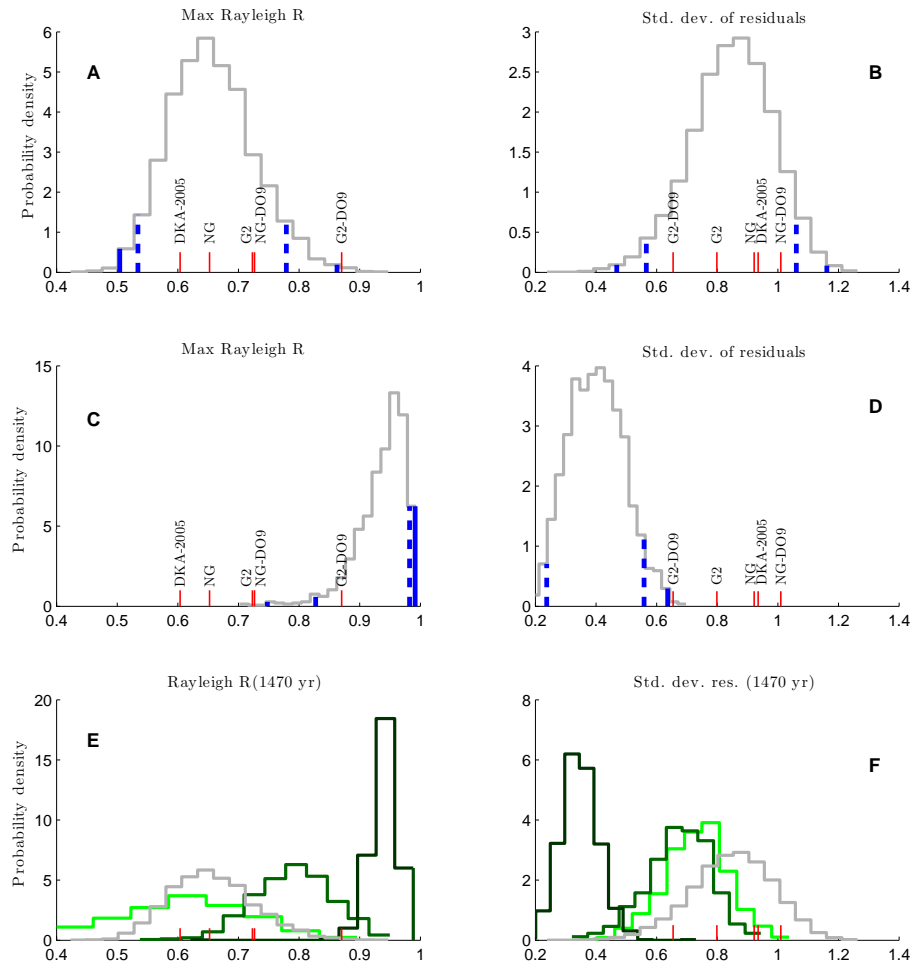 Max Rayleigh R
Std. dev. of residuals
Probability density
A
B
6
5
4
3
2
1
0
0.4 0.5 0.6 0.7 0.8 0.9 1
DKA-2005
NG
G2
NG-DO9
G2-DO9
3
2.5
2
1.5
1
0.5
0
0.2 0.4 0.6 0.8 1 1.2 1.4
G2-DO9
G2
NG
DKA-2005
NG-DO9
Max Rayleigh R
Std. dev. of residuals
Probability density
C
D
15
10
5
0
0.4 0.5 0.6 0.7 0.8 0.9 1
DKA-2005
NG
G2
NG-DO9
G2-DO9
4
3
2
1
0
0.2 0.4 0.6 0.8 1 1.2 1.4
G2-DO9
G2
NG
DKA-2005
NG-DO9
Rayleigh R(1470 yr)
Std. dev. res. (1470 yr)
Probability density
E
F
20
15
10
5
0
0.4 0.5 0.6 0.7 0.8 0.9 1
8
6
4
2
0
0.2 0.4 0.6 0.8 1 1.2 1.4